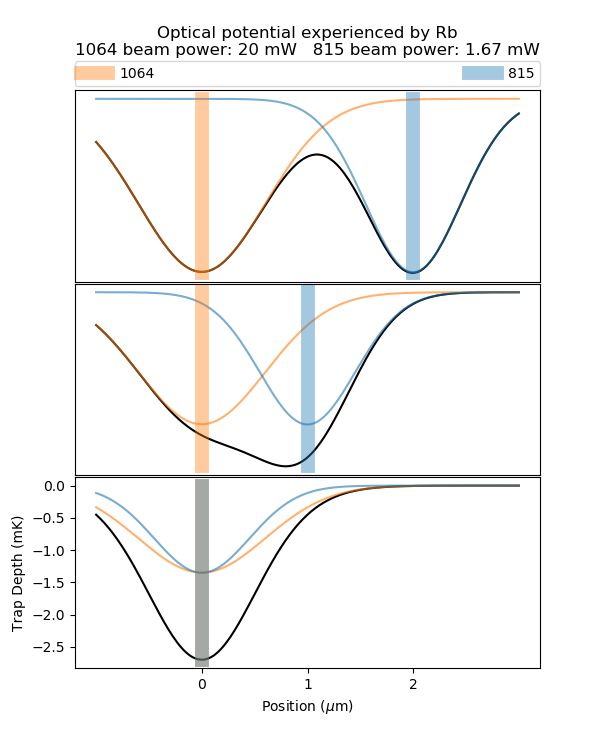 Optical potential experienced by Rb
1064 beam power: 20 mW   815 beam power: 1.67 mW
1064
815
0.0
−0.5
−1.0
−1.5
−2.0
−2.5
Trap Depth (mK)
0
1
2
Position (μm)